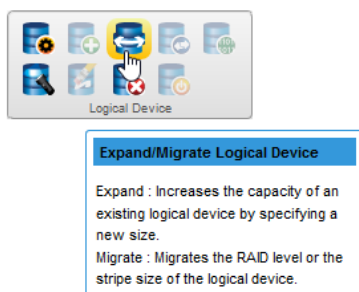 Logical Device
Expand/Migrate Logical Device
Expand : Increases the capacity of an
existing logical device by specifying a
new size.
Migrate : Migrates the RAID level or the
stripe size of the logical device.